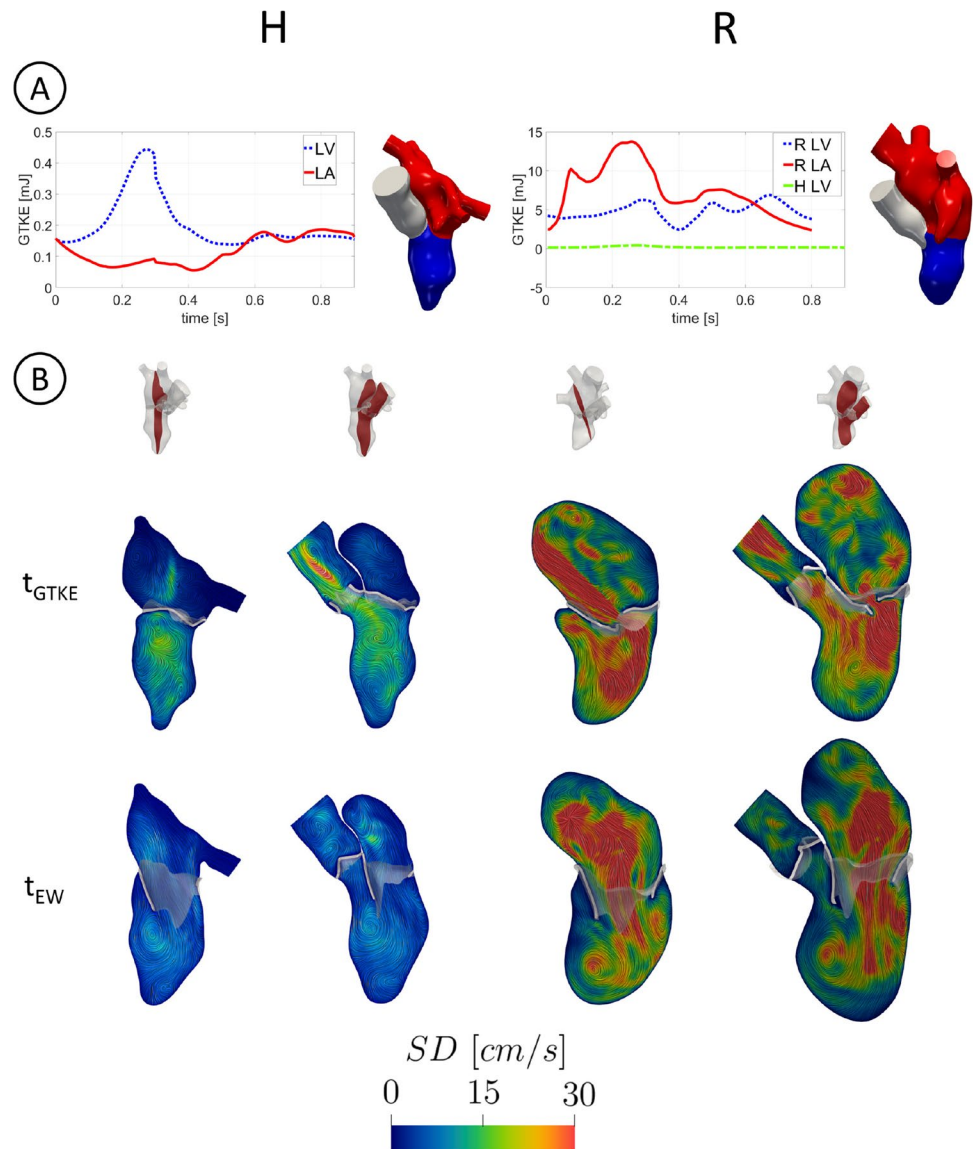 H R
A
GTKE [mJ]
0.5
0.4
0.3
0.2
0.1
0
0 0.2 0.4 0.6 0.8
time [s]
LV
LA
GTKE [mJ]
15
10
5
0
-5
0 0.2 0.4 0.6 0.8
time [s]
R LV
R LA
H LV
B
tGTKE
tEW
SD [cm/s]
0 15 30